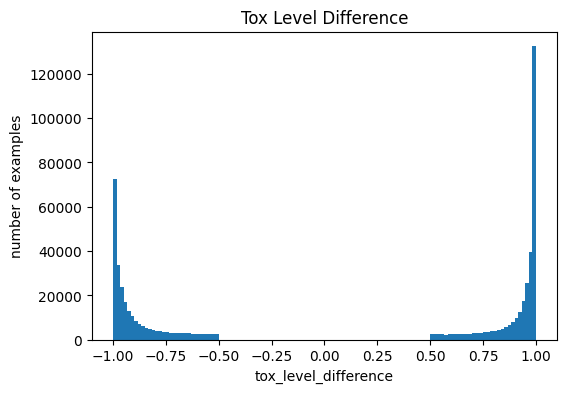 Tox Level Difference
number of examples
120000
100000
80000
60000
40000
20000
0
−1.00 −0.75 −0.50 −0.25 0.00 0.25 0.50 0.75 1.00
tox_level_difference